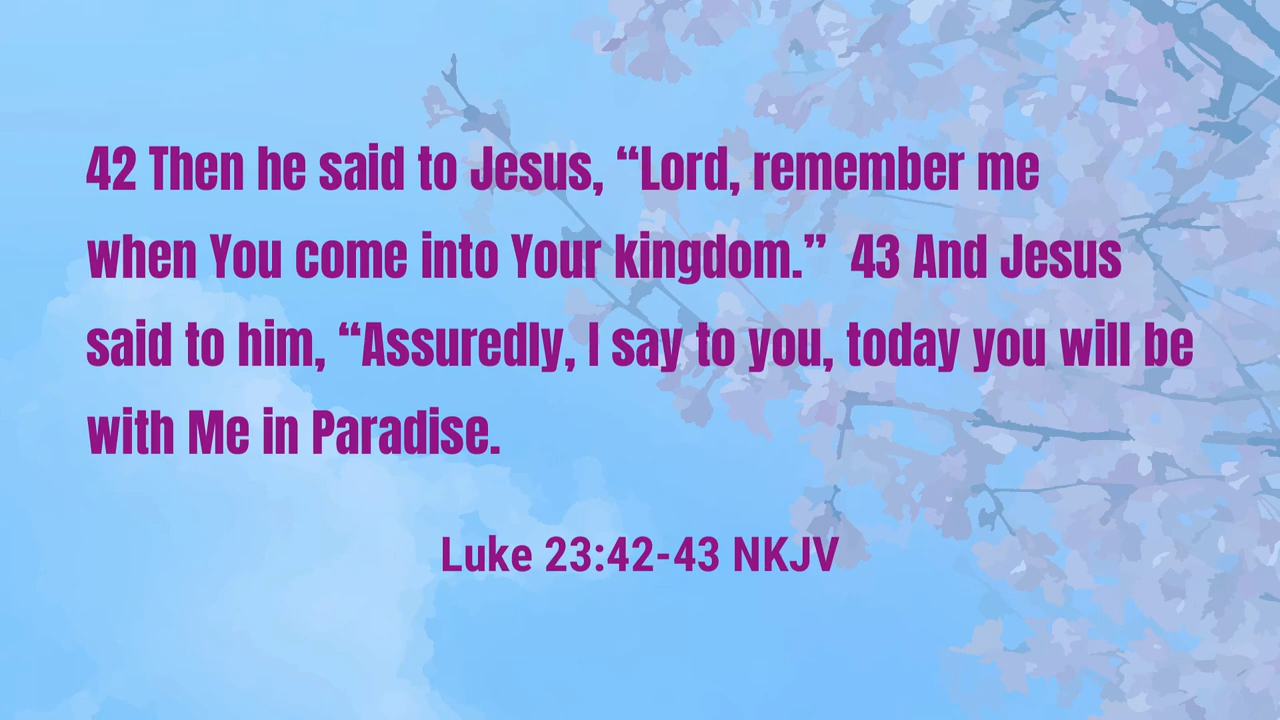 42 Then he said to Jesus, “Lord, remember me
when You come into Your kingdom.”  43 And Jesus
said to him, “Assuredly, I say to you, today you will be
with Me in Paradise.
Luke 23:42-43 NKJV